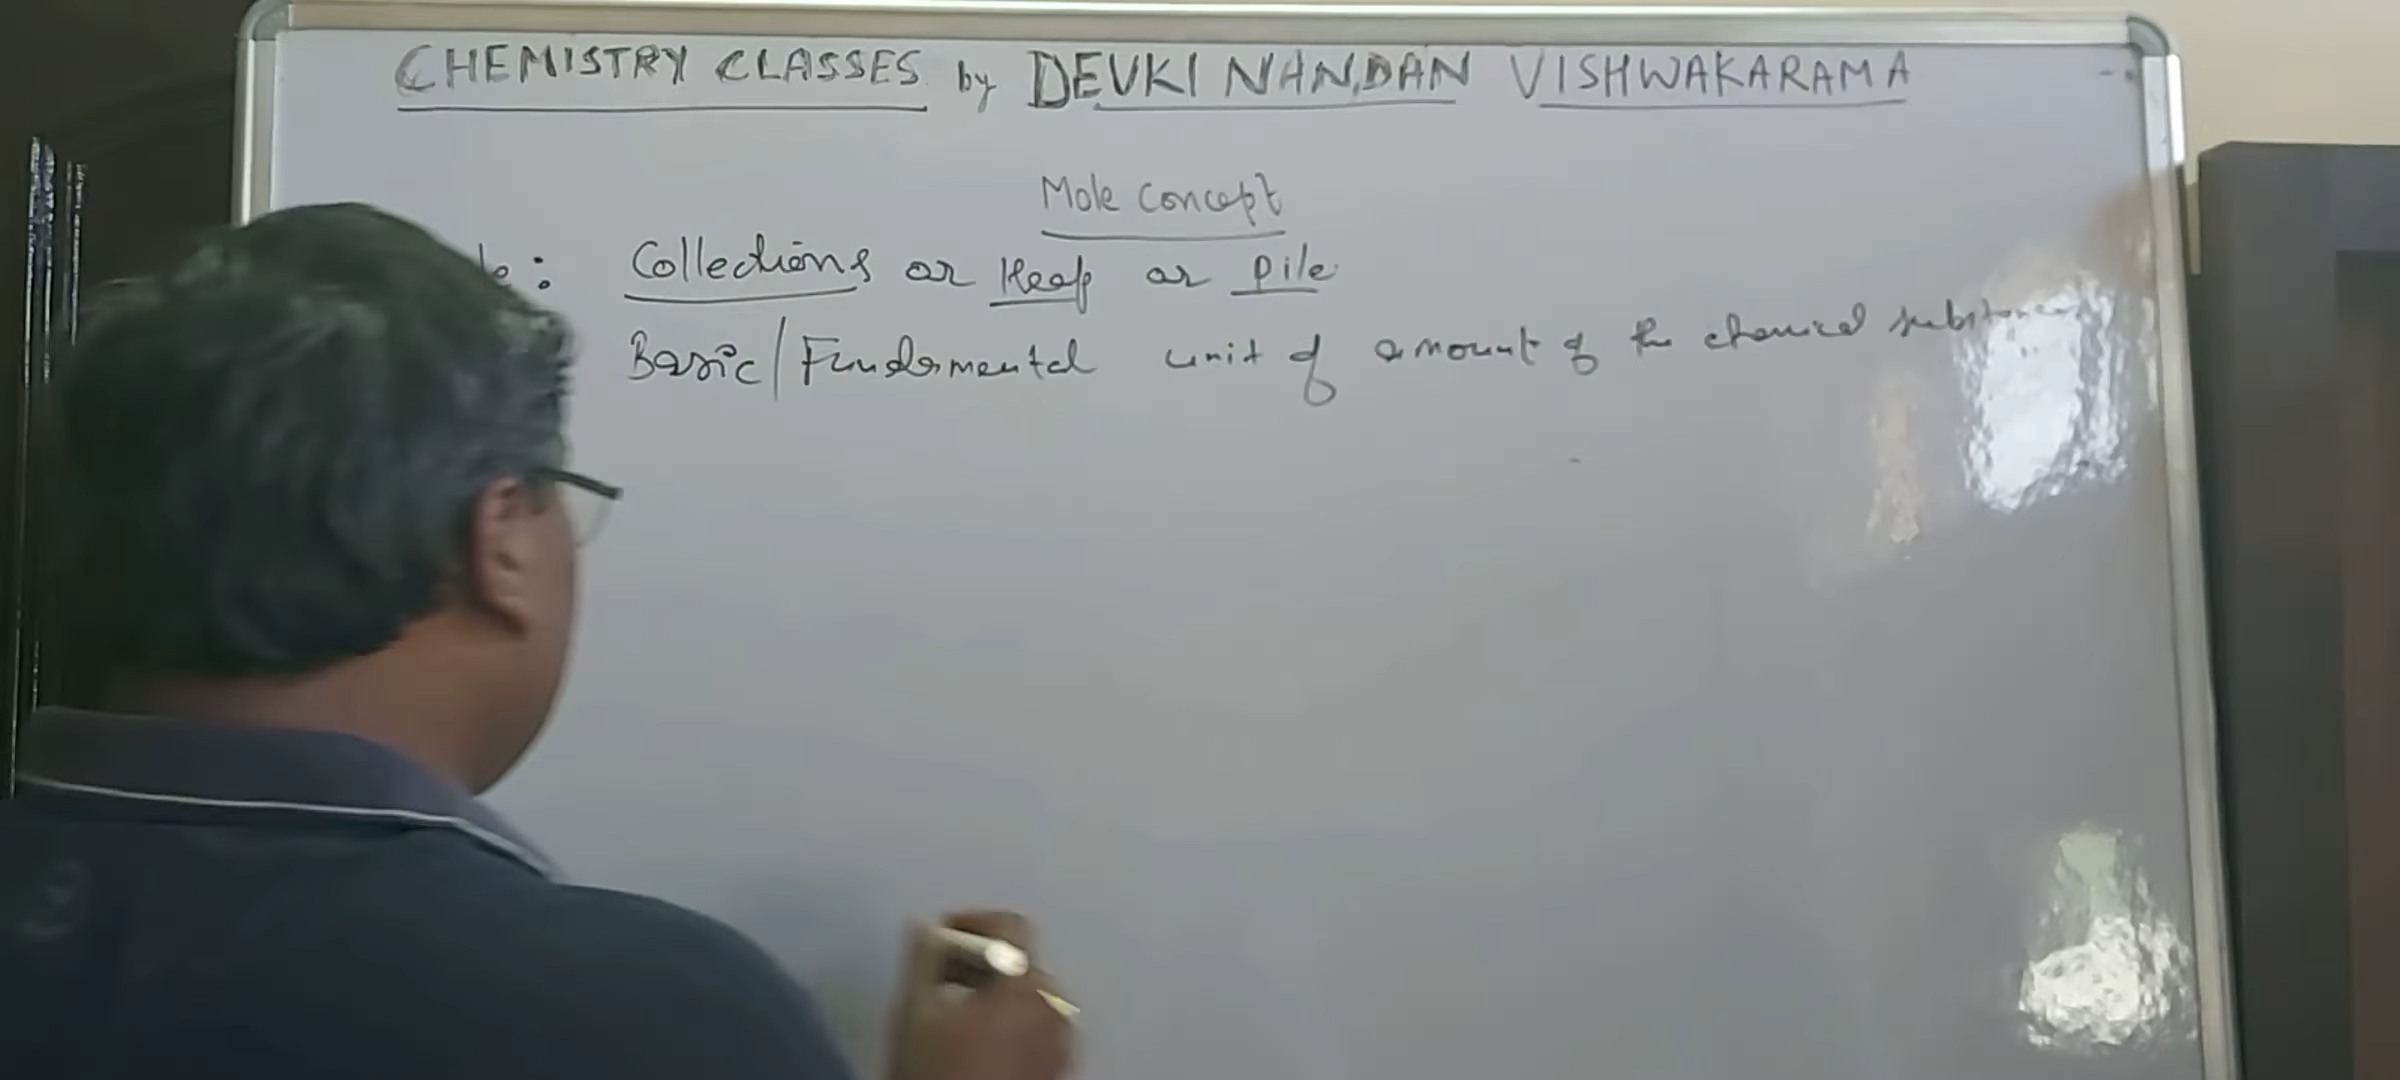 CHEMISTRY CLASSES by DEVKI NANDAN VISHWAKARAMA
Mole Concept
Collections or Heap or Pile
Basic/Fundamental unit of amount of the chemical substance